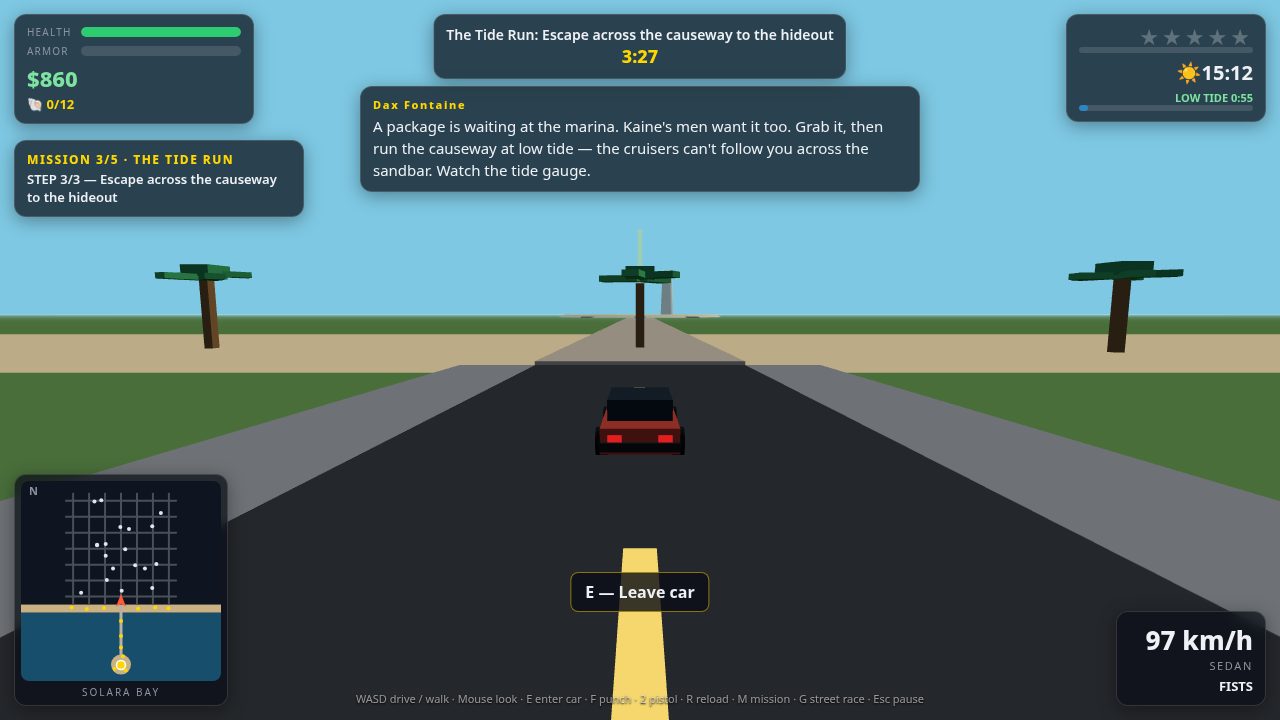 HEALTH
ARMOR
$860
0/12
MISSION 3/5 · THE TIDE RUN
STEP 3/3 — Escape across the causeway
to the hideout
The Tide Run: Escape across the causeway to the hideout
3:27
Dax Fontaine
A package is waiting at the marina. Kaine's men want it too. Grab it, then
run the causeway at low tide — the cruisers can't follow you across the
sandbar. Watch the tide gauge.
15:12
LOW TIDE 0:55
E — Leave car
N
SOLARA BAY
WASD drive / walk · Mouse look · E enter car · F punch · 2 pistol · R reload · M mission · G street race · Esc pause
97 km/h
SEDAN
FISTS